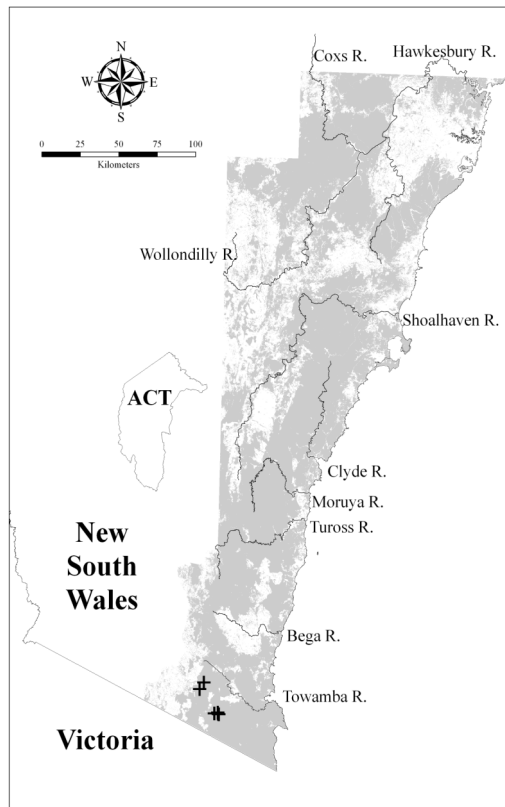 Coxs R.
Hawkesbury R.
N
W E
S
0 25 50 75 100
Kilometers
Wollondilly R.
Shoalhaven R.
ACT
Clyde R.
Moruya R.
Tuross R.
New
South
Wales
Bega R.
Towamba R.
Victoria